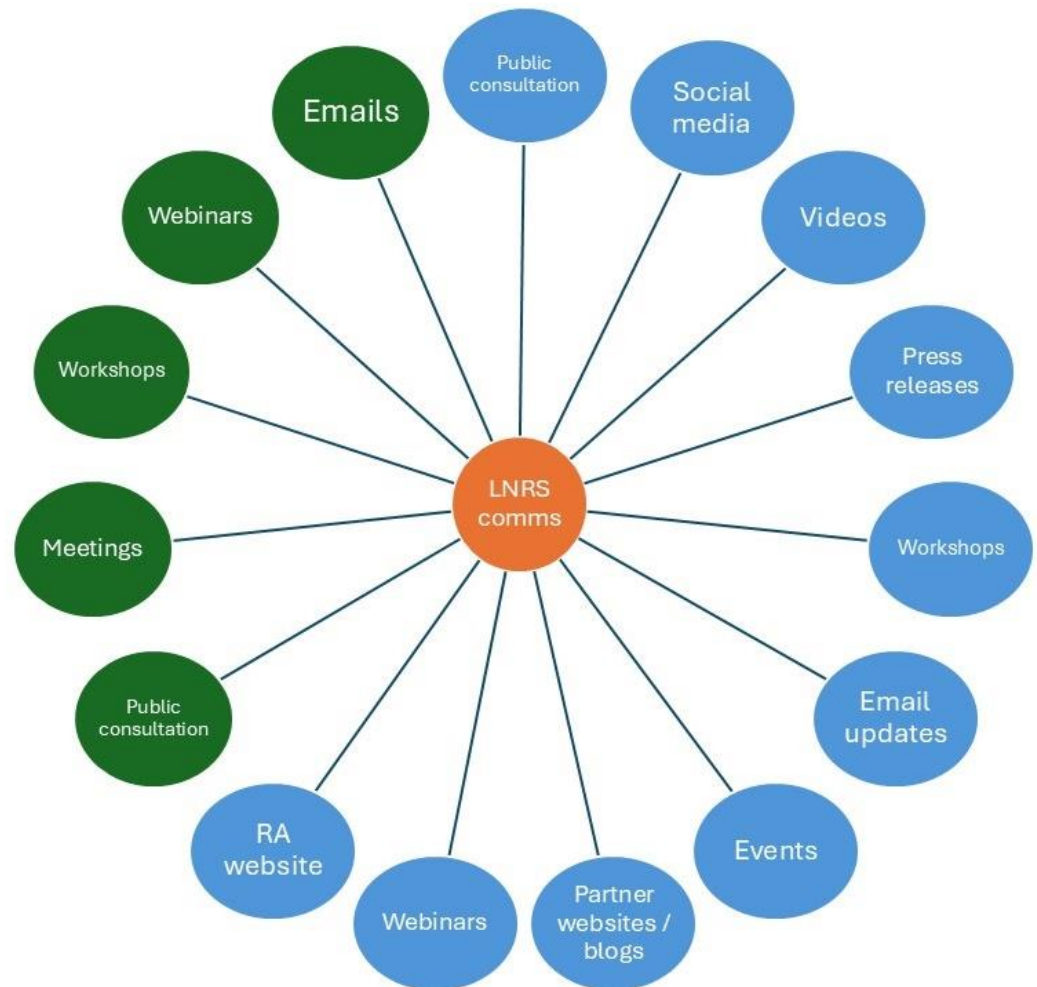 Public
consultation
Social
media
Videos
Press
releases
Workshops
Email
updates
Events
Partner
websites /
blogs
Webinars
RA
website
Public
consultation
Meetings
Workshops
Webinars
Emails
LNRS
comms